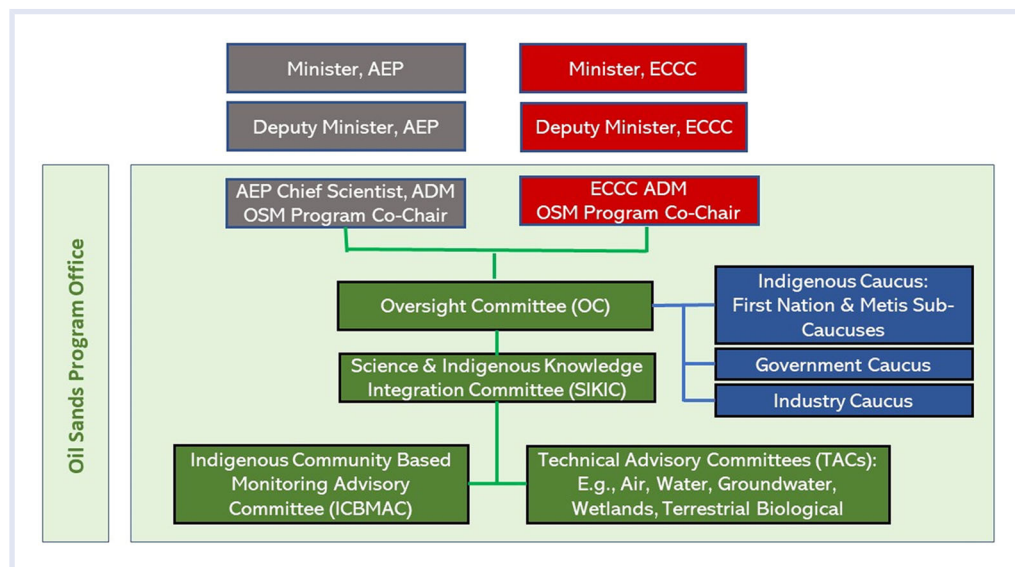 Minister, AEP
Minister, ECCC
Deputy Minister, AEP
Deputy Minister, ECCC
Oil Sands Program Office
AEP Chief Scientist, ADM
OSM Program Co-Chair
ECCC ADM
OSM Program Co-Chair
Oversight Committee (OC)
Indigenous Caucus:
First Nation & Metis Sub-
Caucuses
Government Caucus
Industry Caucus
Science & Indigenous Knowledge
Integration Committee (SIKIC)
Indigenous Community Based
Monitoring Advisory
Committee (ICBMAC)
Technical Advisory Committees (TACs):
E.g., Air, Water, Groundwater,
Wetlands, Terrestrial Biological